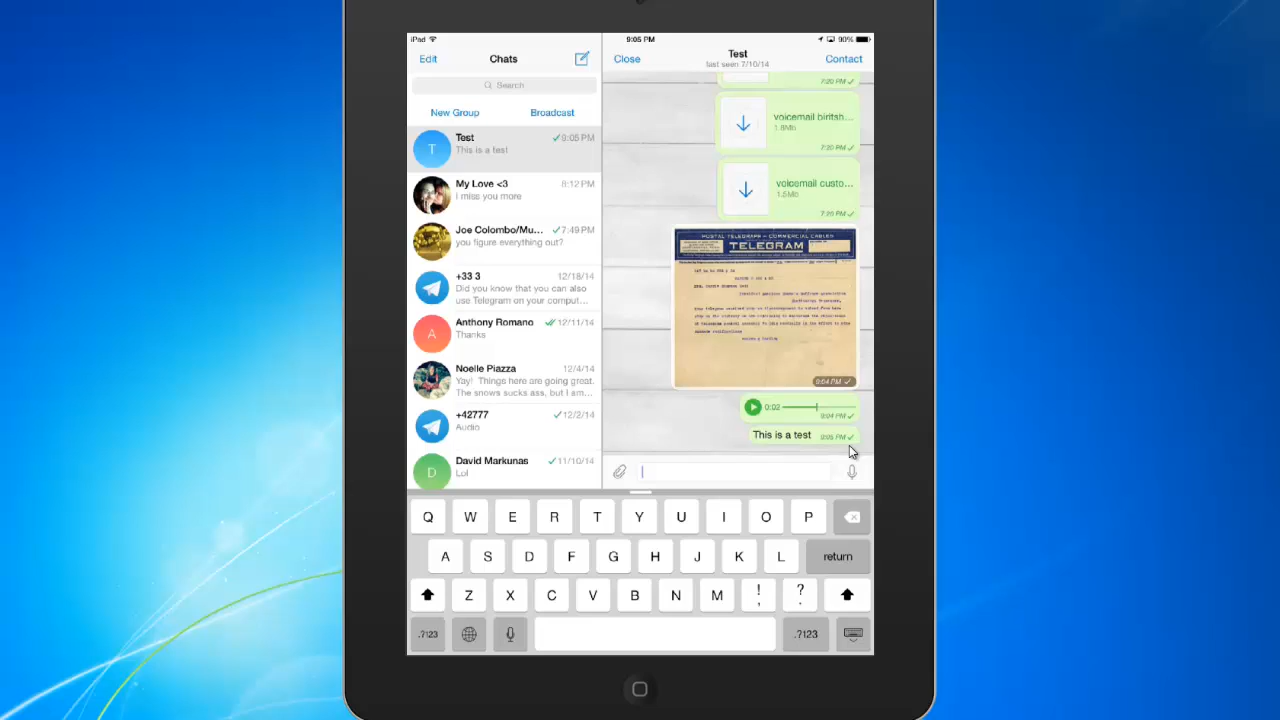 iPad
9:05 PM
90%
Edit
Chats
Search
New Group
Broadcast
Test
9:05 PM
This is a test
My Love <3
8:12 PM
I miss you more
Joe Colombo/Mu...
7:49 PM
you figure everything out?
+33 3
12/18/14
Did you know that you can also
use Telegram on your comput...
Anthony Romano
12/11/14
Thanks
Noelle Piazza
12/4/14
Yay! Things here are going great.
The snows sucks ass, but I am...
+42777
12/2/14
Audio
David Markunas
11/10/14
Lol
Close
Test
last seen 7/10/14
Contact
7:20 PM
voicemail biritsh...
1.8Mb
7:20 PM
voicemail custo...
1.5Mb
7:20 PM
POSTAL TELEGRAPH - COMMERCIAL CABLES
TELEGRAM
9:04 PM
0:02
9:04 PM
This is a test
9:05 PM
Q W E R T Y U I O P
A S D F G H J K L return
Z X C V B N M ! , ? .
.?123
.?123